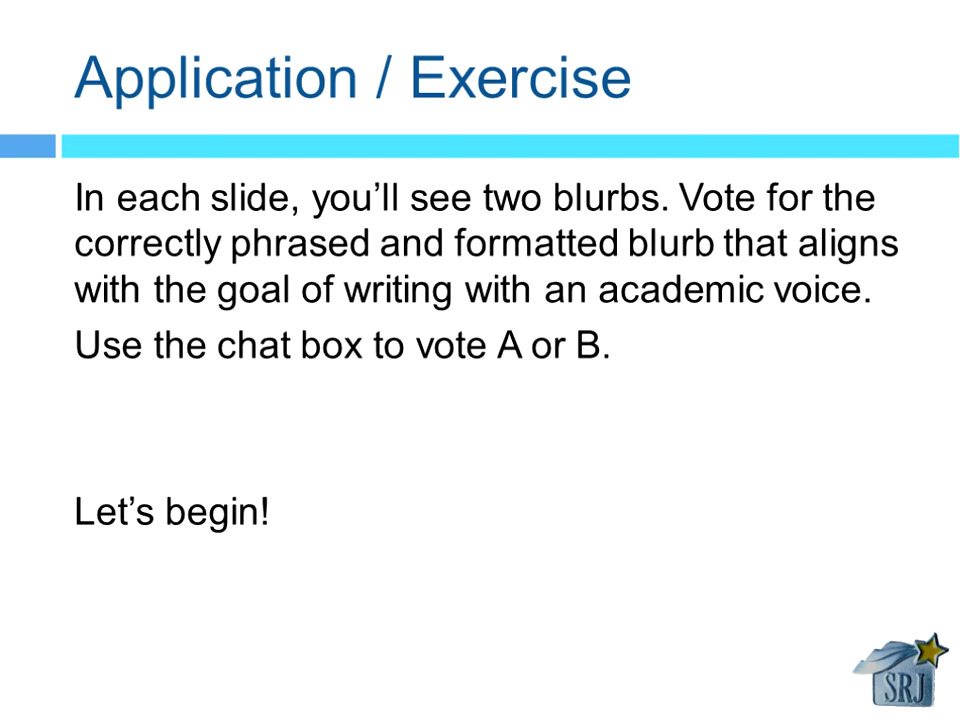 Application / Exercise
In each slide, you’ll see two blurbs. Vote for the
correctly phrased and formatted blurb that aligns
with the goal of writing with an academic voice.
Use the chat box to vote A or B.
Let’s begin!
SRJ